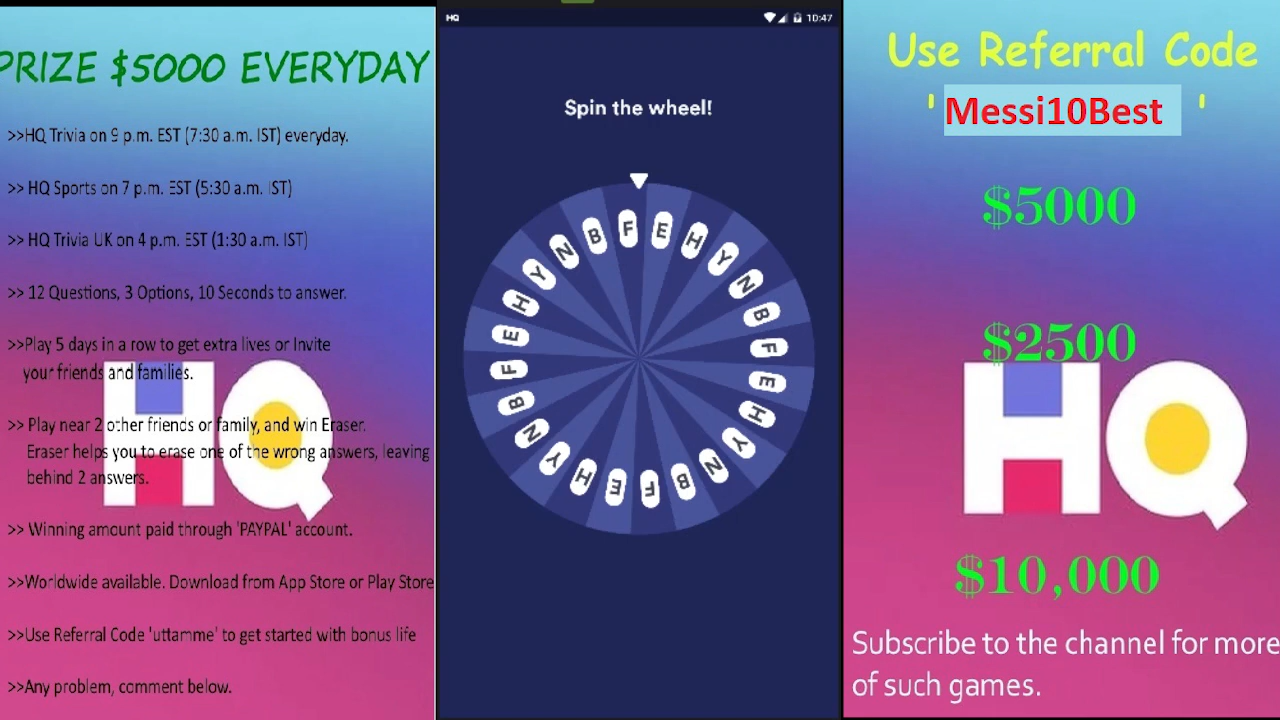 PRIZE $5000 EVERYDAY
>>HQ Trivia on 9 p.m. EST (7:30 a.m. IST) everyday.
>> HQ Sports on 7 p.m. EST (5:30 a.m. IST)
>> HQ Trivia UK on 4 p.m. EST (1:30 a.m. IST)
>> 12 Questions, 3 Options, 10 Seconds to answer.
>>Play 5 days in a row to get extra lives or Invite
your friends and families.
>> Play near 2 other friends or family, and win Eraser.
Eraser helps you to erase one of the wrong answers, leaving
behind 2 answers.
>> Winning amount paid through 'PAYPAL' account.
>>Worldwide available. Download from App Store or Play Store
>>Use Referral Code 'uttamme' to get started with bonus life
>>Any problem, comment below.
HQ
HQ 10:47
Spin the wheel!
E H Y N B F E H Y N B F E H Y N B F E H Y N B F
Use Referral Code
' Messi10Best '
$5000
$2500
HQ
$10,000
Subscribe to the channel for more
of such games.